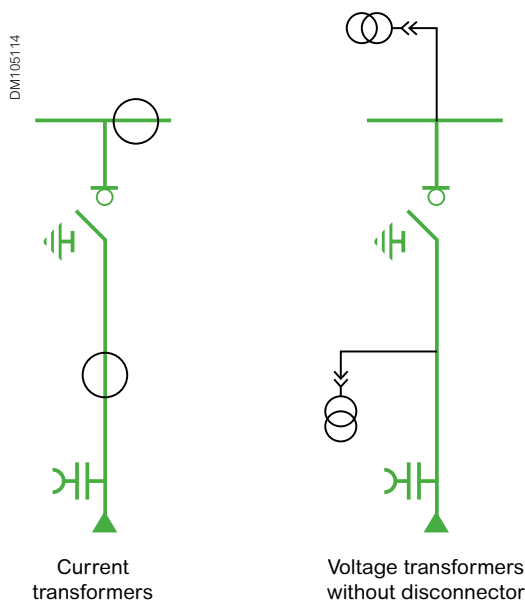 DM105114
Current
transformers
Voltage transformers
without disconnector